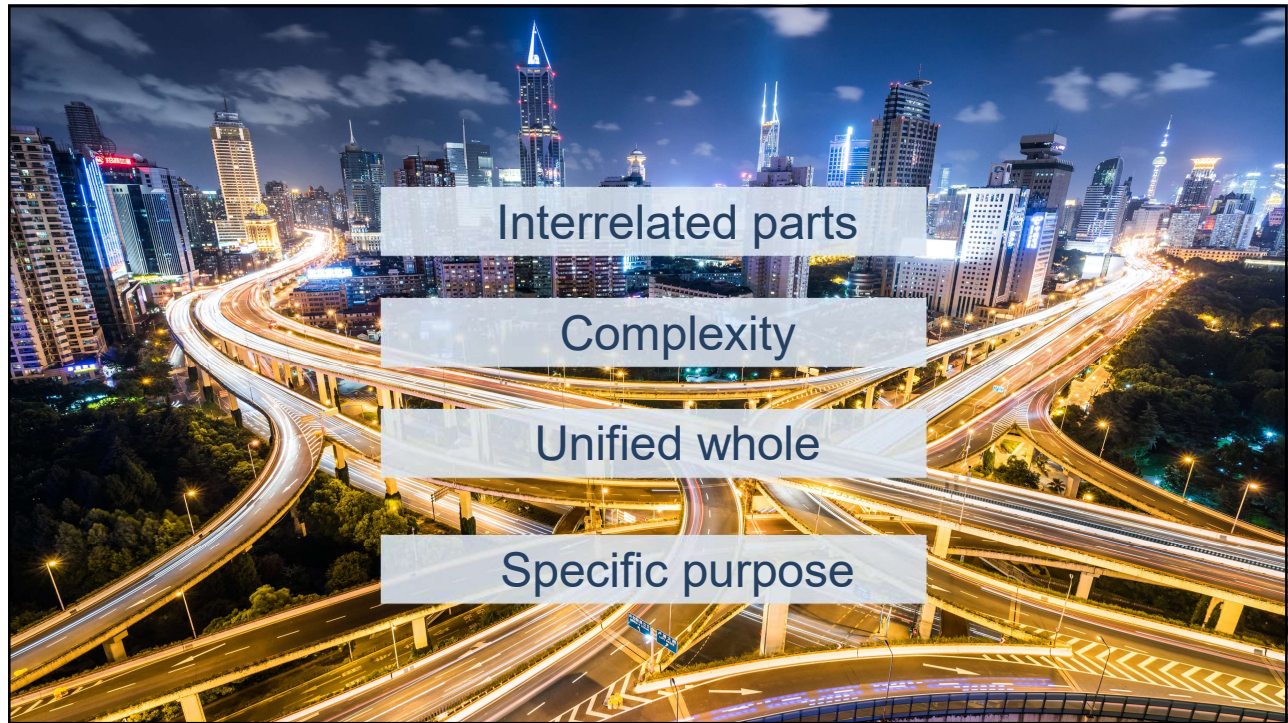 Interrelated parts
Complexity
Unified whole
Specific purpose